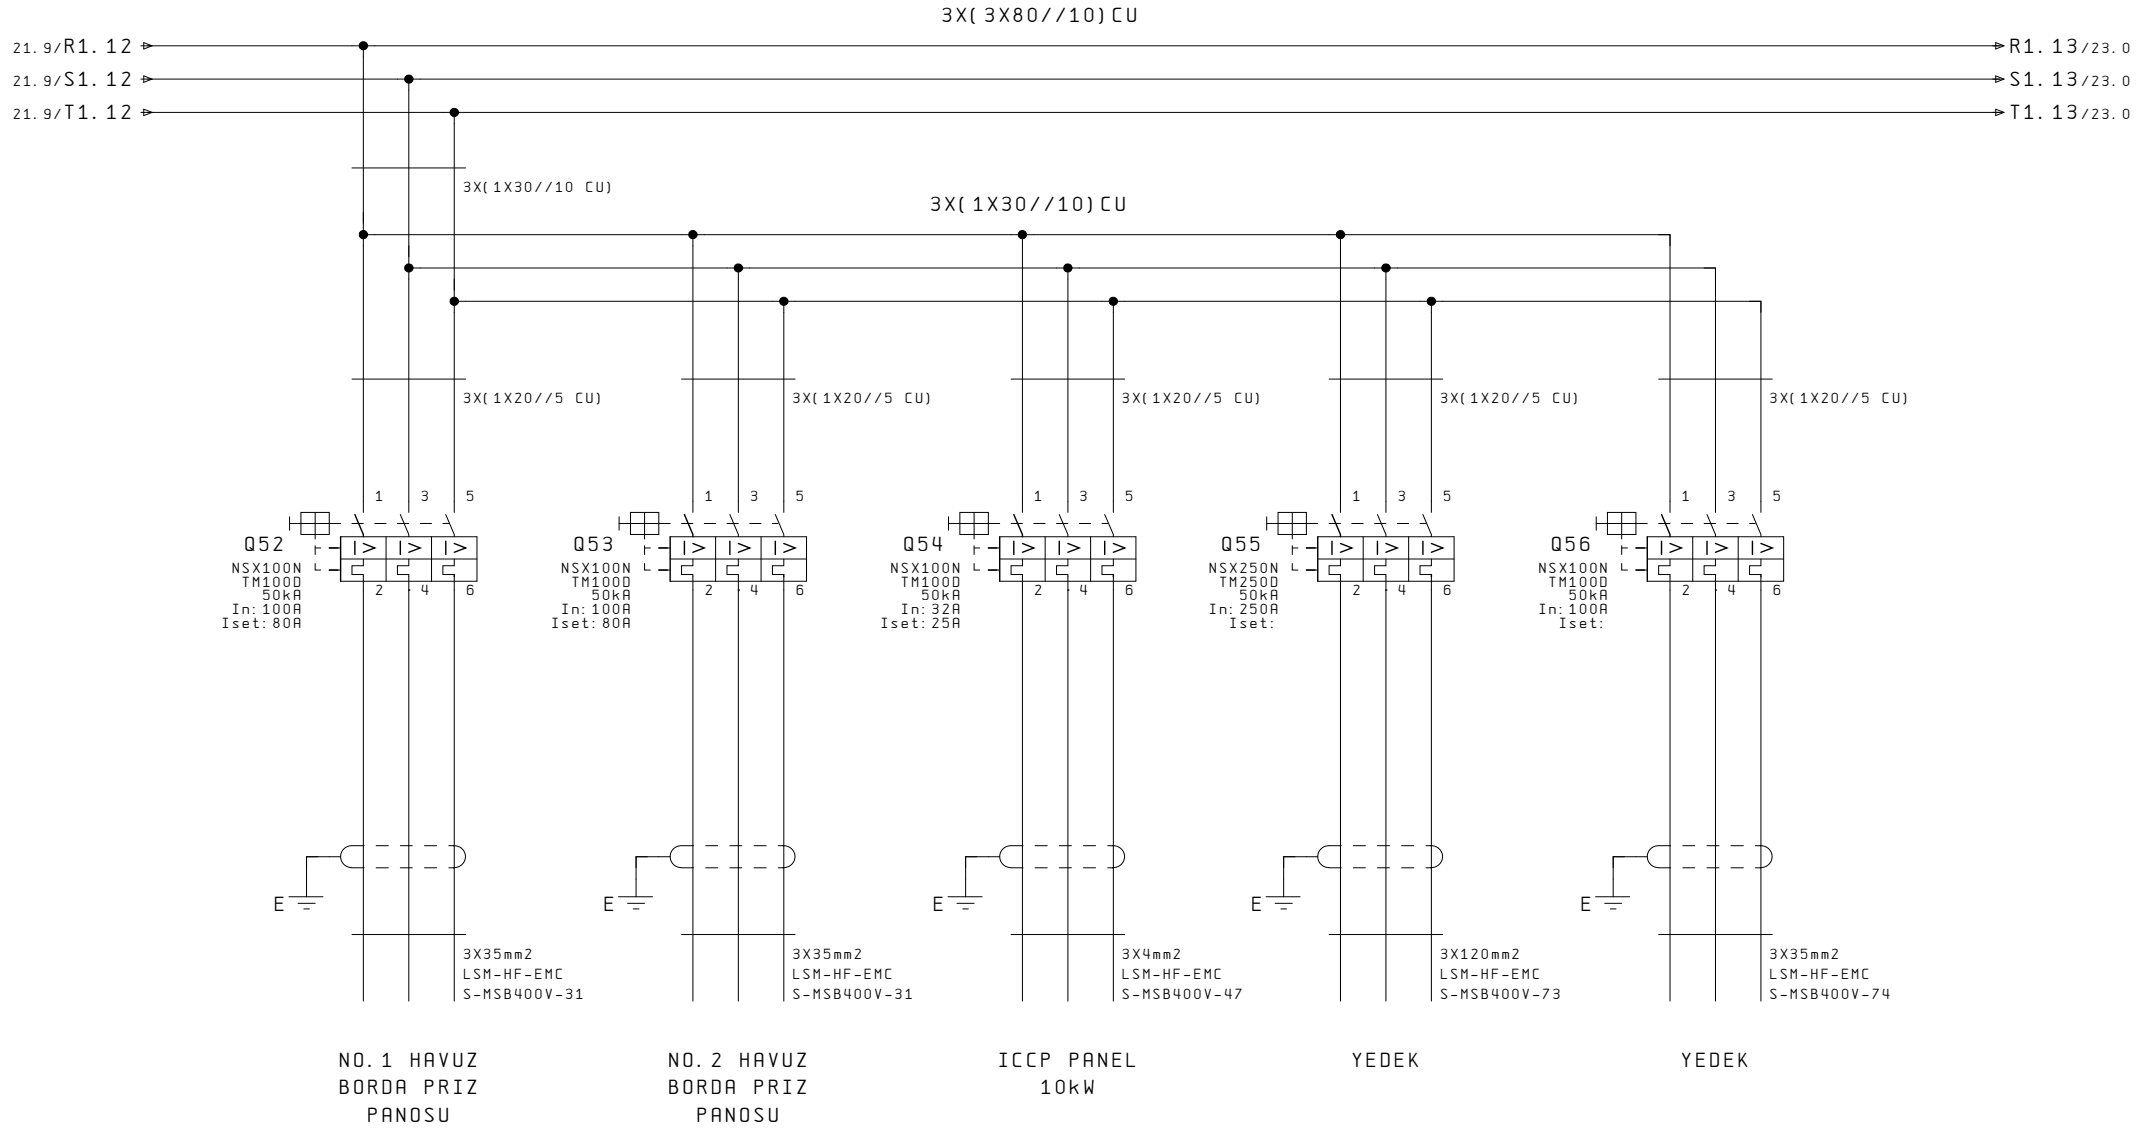 3X(3X80//10)CU
21.9/R1.12
R1.13/23.0
21.9/S1.12
S1.13/23.0
21.9/T1.12
T1.13/23.0
3X(1X30//10 CU)
3X(1X30//10)CU
3X(1X20//5 CU)
3X(1X20//5 CU)
3X(1X20//5 CU)
3X(1X20//5 CU)
3X(1X20//5 CU)
1 3 5
Q52
NSX100N
TM100D
50kA
In:100A
Iset:80A
2 4 6
1 3 5
Q53
NSX100N
TM100D
50kA
In:100A
Iset:80A
2 4 6
1 3 5
Q54
NSX100N
TM100D
50kA
In:32A
Iset:25A
2 4 6
1 3 5
Q55
NSX250N
TM250D
50kA
In:250A
Iset:
2 4 6
1 3 5
Q56
NSX100N
TM100D
50kA
In:100A
Iset:
2 4 6
E
E
E
E
E
3X35mm2
LSM-HF-EMC
S-MSB400V-31
3X35mm2
LSM-HF-EMC
S-MSB400V-31
3X4mm2
LSM-HF-EMC
S-MSB400V-47
3X120mm2
LSM-HF-EMC
S-MSB400V-73
3X35mm2
LSM-HF-EMC
S-MSB400V-74
NO.1 HAVUZ
BORDA PRIZ
PANOSU
NO.2 HAVUZ
BORDA PRIZ
PANOSU
ICCP PANEL
10kW
YEDEK
YEDEK